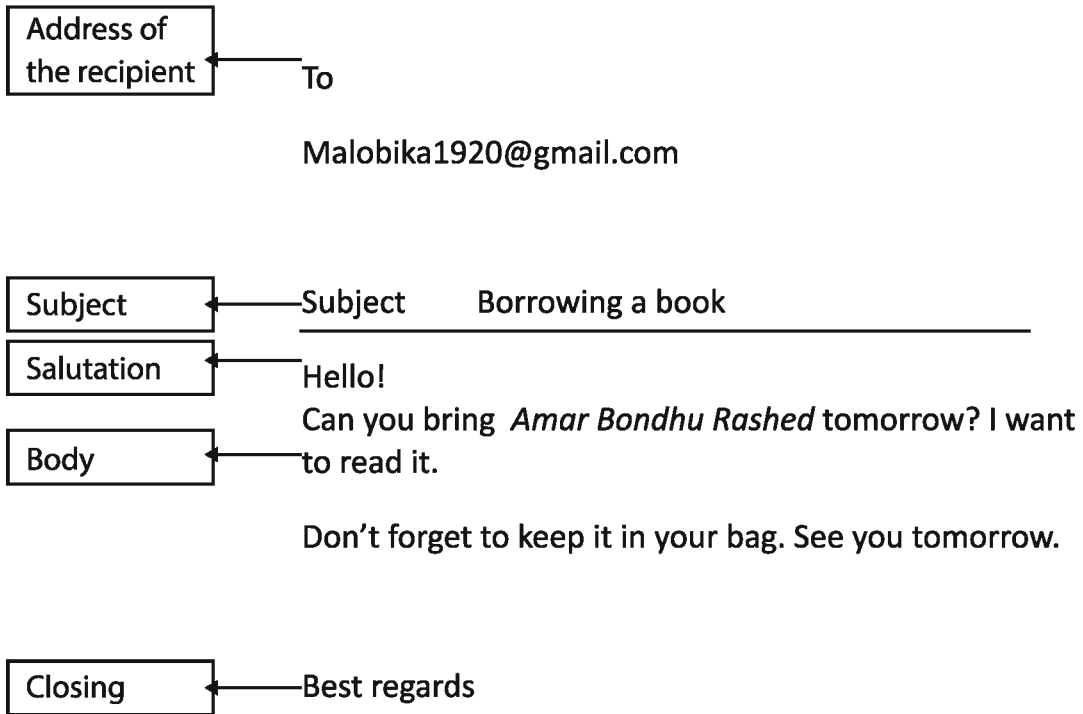 Address of
the recipient
To
Malobika1920@gmail.com
Subject
Subject Borrowing a book
Salutation
Hello!
Can you bring Amar Bondhu Rashed tomorrow? I want
Body
to read it.
Don't forget to keep it in your bag. See you tomorrow.
Closing
Best regards